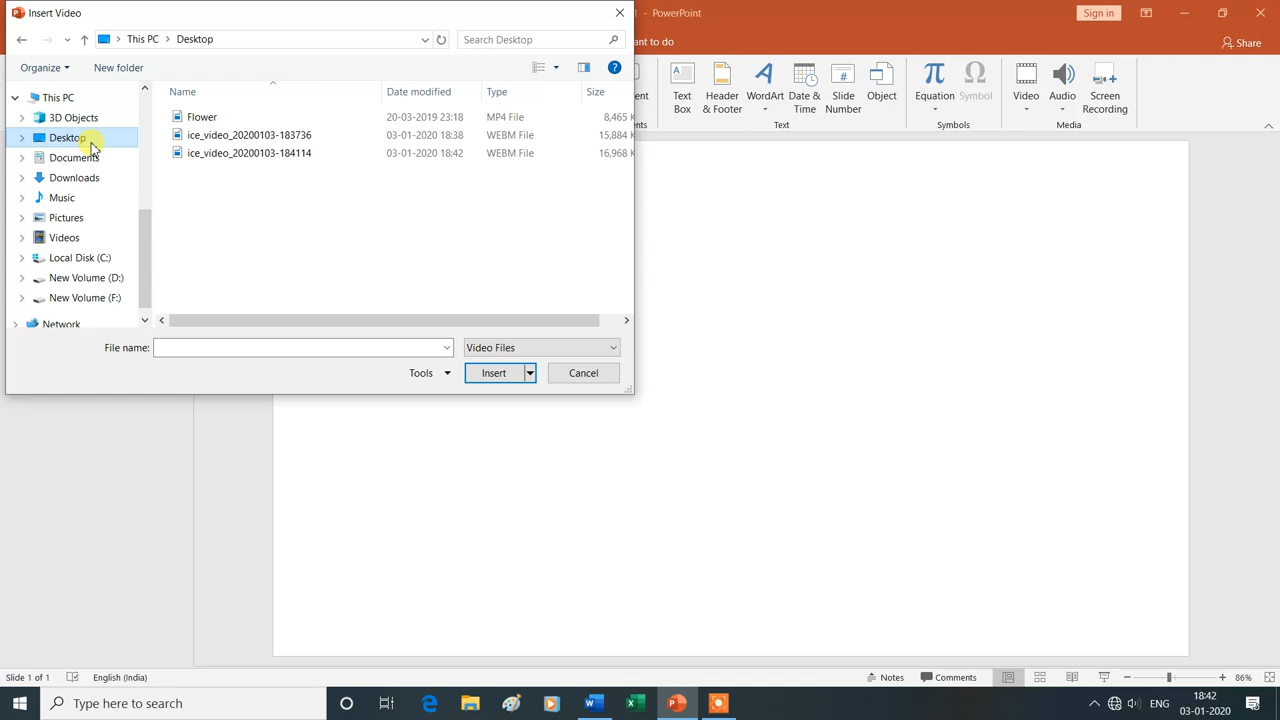 Insert Video
1 - PowerPoint
Sign in
This PC
Desktop
Search Desktop
nt to do
Share
Organize
New folder
This PC
3D Objects
Desktop
Documents
Downloads
Music
Pictures
Videos
Local Disk (C:)
New Volume (D:)
New Volume (F:)
Network
Name
Date modified
Type
Size
Flower
20-03-2019 23:18
MP4 File
8,465 K
ice_video_20200103-183736
03-01-2020 18:38
WEBM File
15,884 K
ice_video_20200103-184114
03-01-2020 18:42
WEBM File
16,968 K
File name:
Video Files
Tools
Insert
Cancel
ent
Text Box
Header & Footer
WordArt
Date & Time
Slide Number
Object
Equation
Symbol
Video
Audio
Screen Recording
nts
Text
Symbols
Media
Slide 1 of 1
English (India)
Notes
Comments
86%
Type here to search
ENG
18:42
03-01-2020